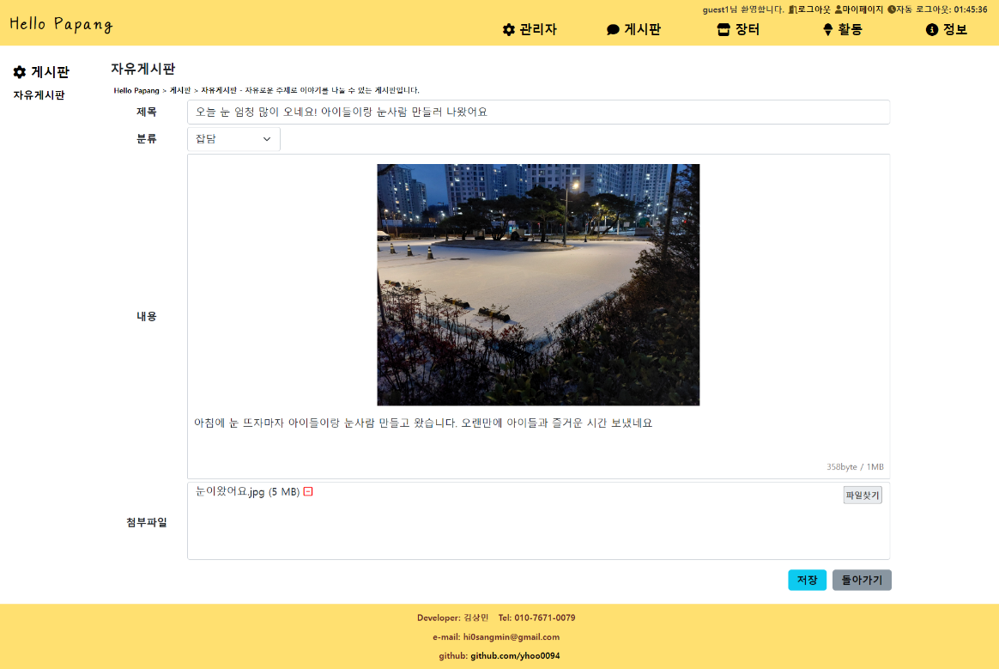 guest1님 환영합니다. 로그아웃 마이페이지 자동 로그아웃: 01:45:36
Hello Papang
관리자 게시판 장터 활동 정보
게시판
자유게시판
자유게시판
Hello Papang > 게시판 > 자유게시판 - 자유로운 주제로 이야기를 나눌 수 있는 게시판입니다.
제목 오늘 눈 엄청 많이 오네요! 아이들이랑 눈사람 만들러 나왔어요
분류 잡담
내용
아침에 눈 뜨자마자 아이들이랑 눈사람 만들고 왔습니다. 오랜만에 아이들과 즐거운 시간 보냈네요
358byte / 1MB
눈이왔어요.jpg (5 MB) 파일찾기
첨부파일
저장 돌아가기
Developer: 김상민 Tel: 010-7671-0079
e-mail: hi0sangmin@gmail.com
github: github.com/yhoo0094